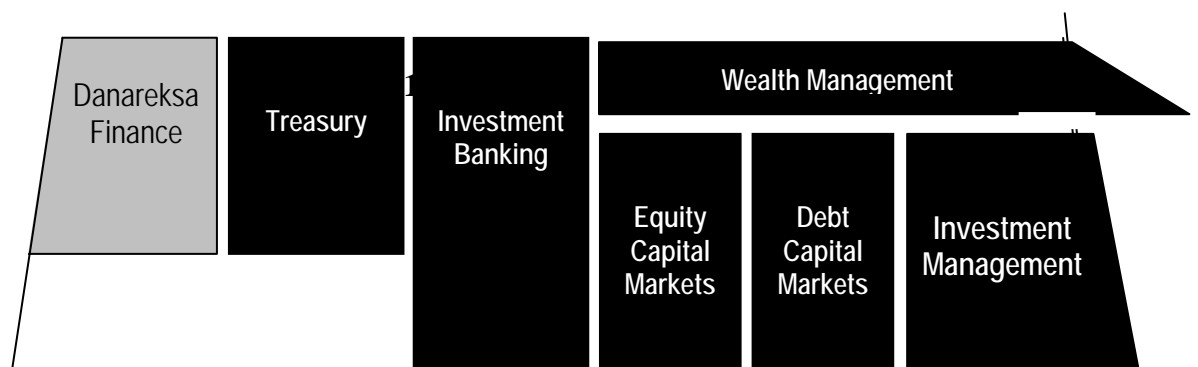 Danareksa
Finance
Treasury
Investment
Banking
Wealth Management
Equity
Capital
Markets
Debt
Capital
Markets
Investment
Management